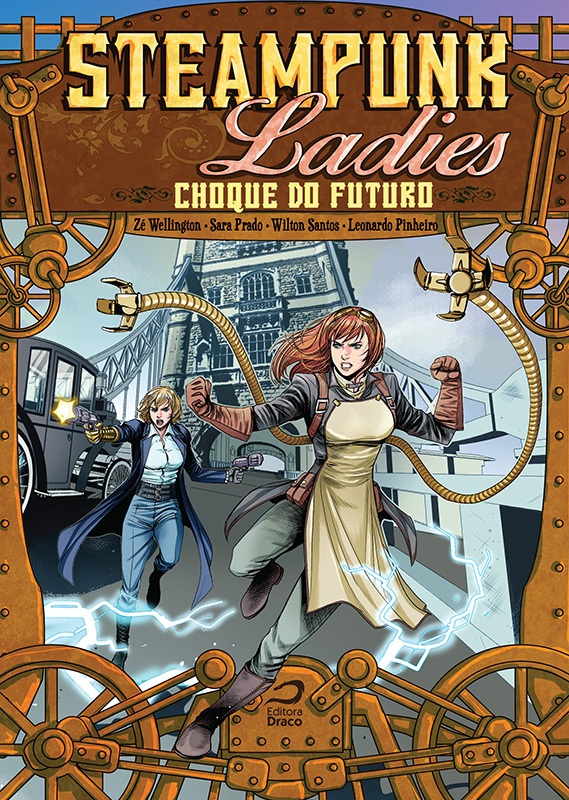 STEAMPUNK
Ladies
CHOQUE DO FUTURO
Zé Wellington • Sara Prado • Wilton Santos • Leonardo Pinheiro
Editora
Draco